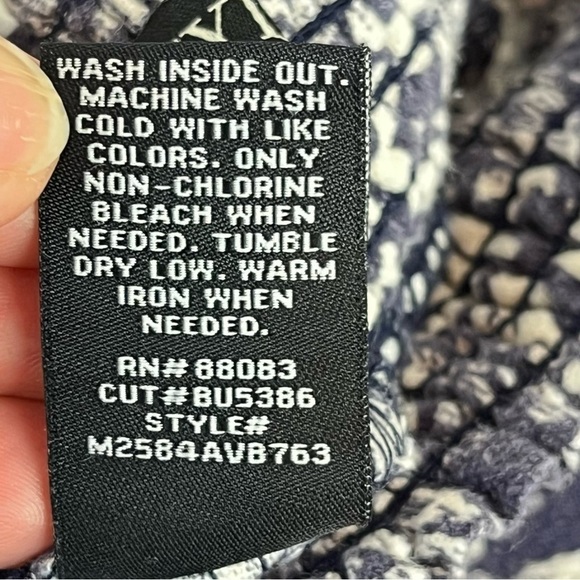 WASH INSIDE OUT.
MACHINE WASH
COLD WITH LIKE
COLORS. ONLY
NON-CHLORINE
BLEACH WHEN
NEEDED. TUMBLE
DRY LOW. WARM
IRON WHEN
NEEDED.
RN# 88083
CUT#BU5386
STYLE#
M2584AVB763